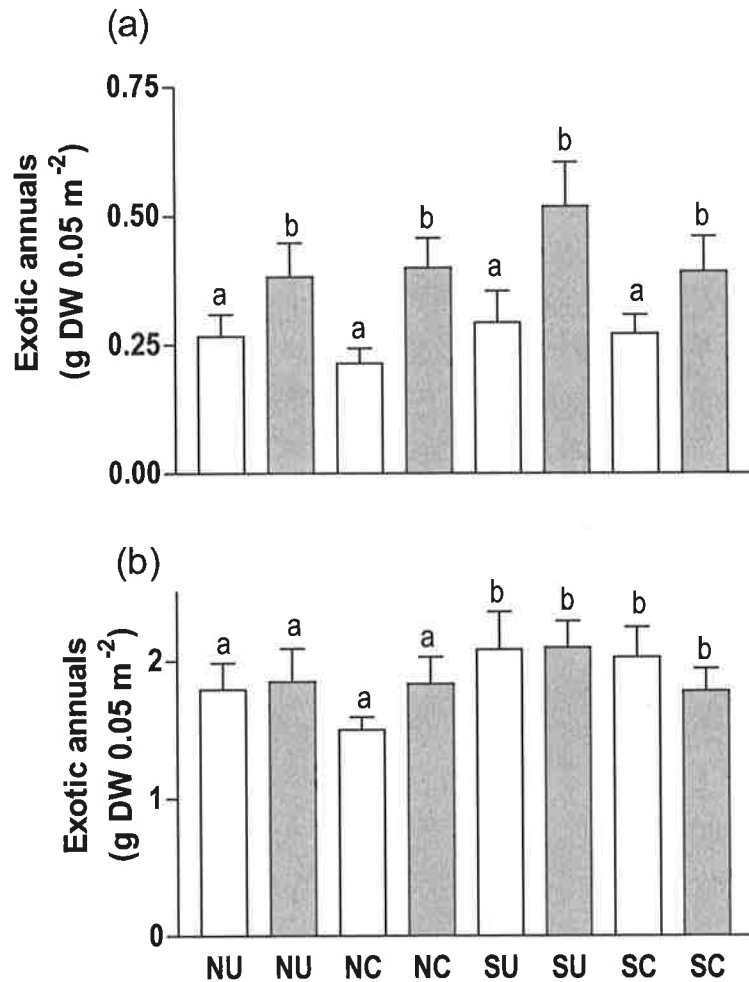 (a)
0.75
0.50
0.25
0.00
Exotic annuals
(g DW 0.05 m⁻²)
a b a b a b a b
(b)
2
1
0
Exotic annuals
(g DW 0.05 m⁻²)
a a a a b b b b
NU NU NC NC SU SU SC SC